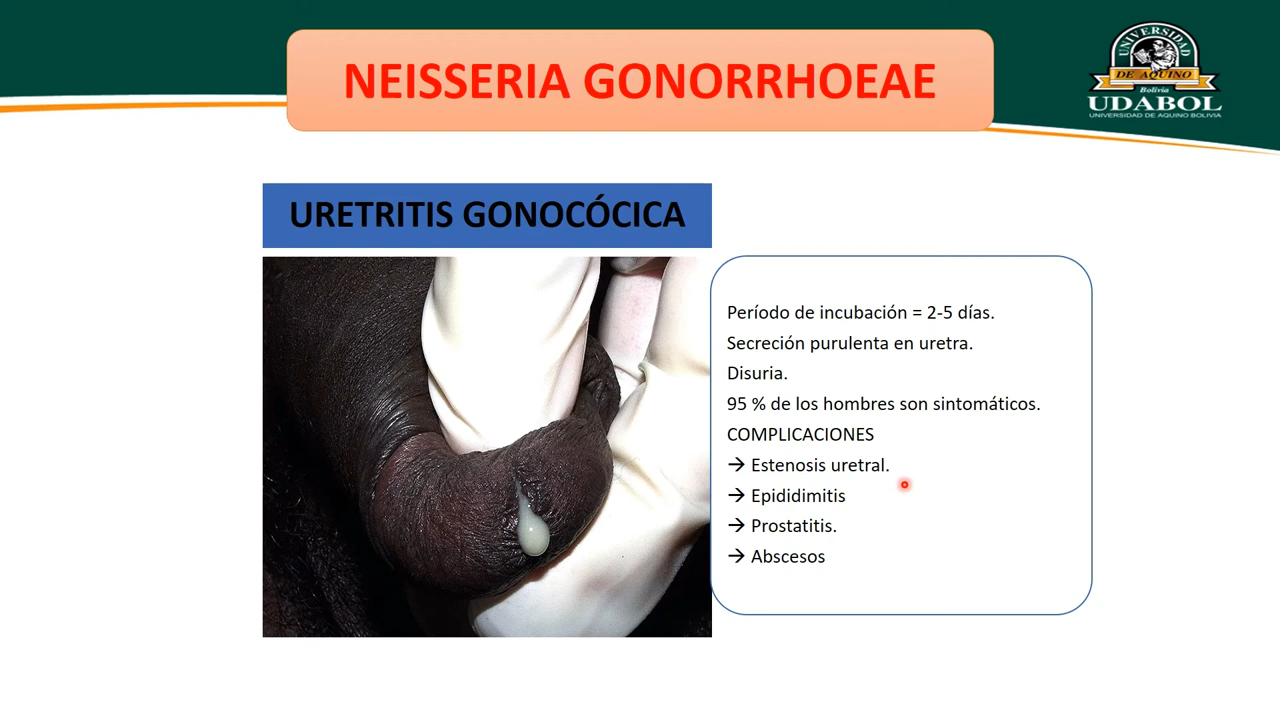 NEISSERIA GONORRHOEAE
UNIVERSIDAD
DE AQUINO
Bolivia
UDABOL
UNIVERSIDAD DE AQUINO BOLIVIA
URETRITIS GONOCÓCICA
Período de incubación = 2-5 días.
Secreción purulenta en uretra.
Disuria.
95 % de los hombres son sintomáticos.
COMPLICACIONES
→ Estenosis uretral.
→ Epididimitis
→ Prostatitis.
→ Abscesos